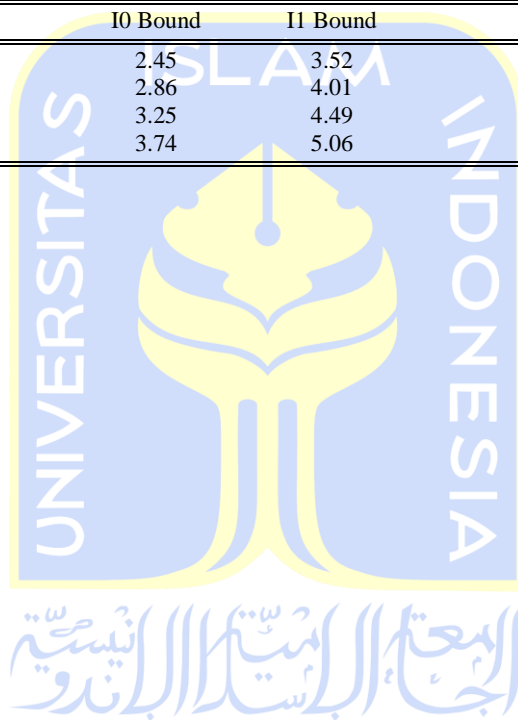 I0 Bound I1 Bound
2.45 3.52
2.86 4.01
3.25 4.49
3.74 5.06
ISLAM
UNIVERSITAS
INDONESIA